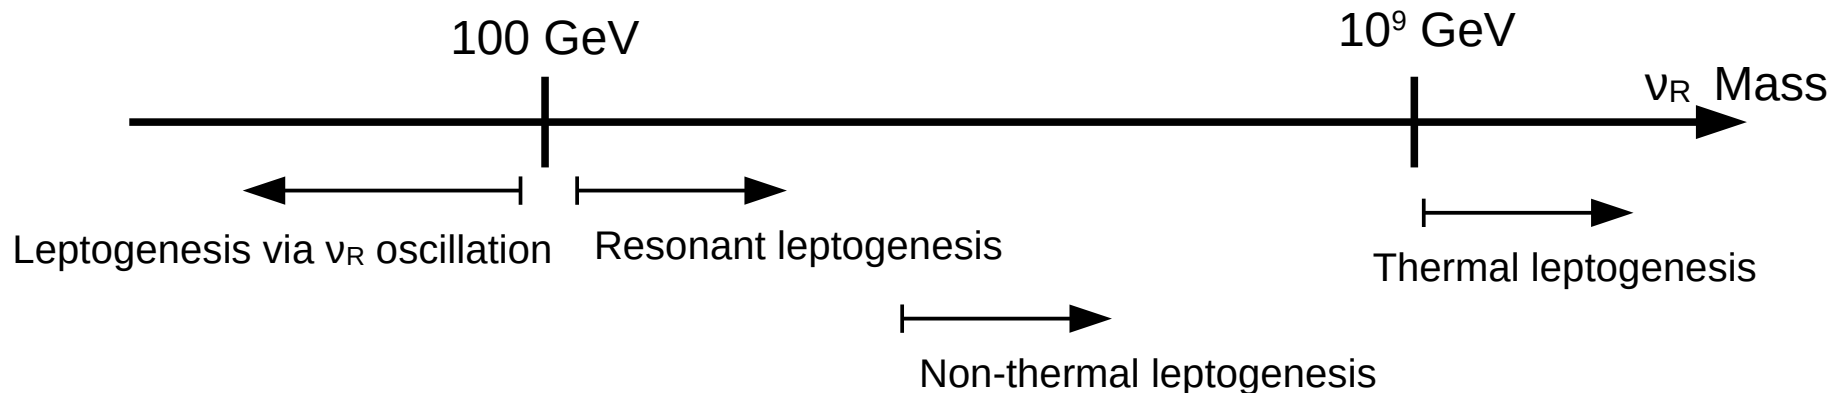 100 GeV
10⁹ GeV
νR Mass
Leptogenesis via νR oscillation
Resonant leptogenesis
Thermal leptogenesis
Non-thermal leptogenesis